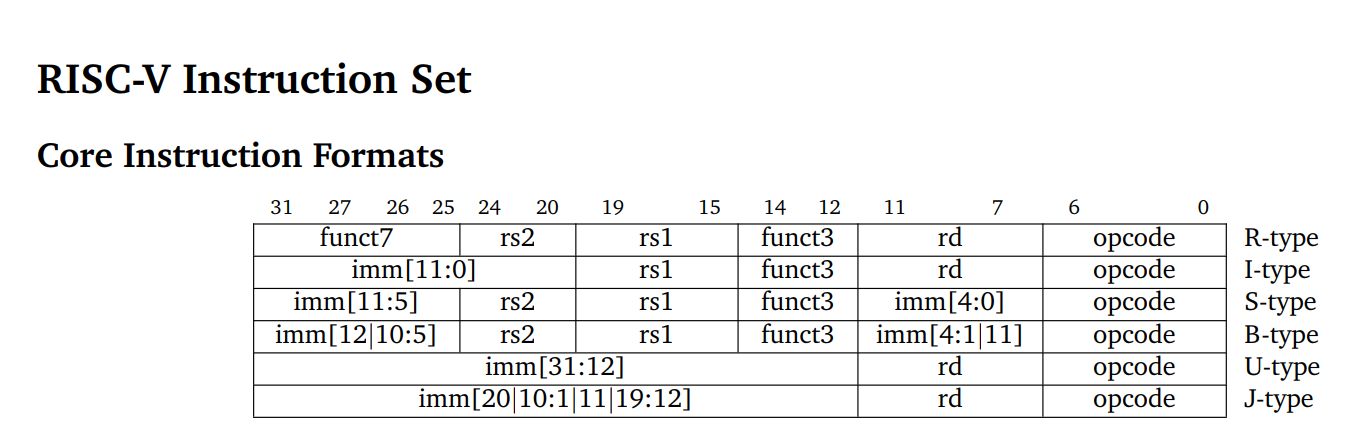 RISC-V Instruction Set
Core Instruction Formats
31 27 26 25 24 20 19 15 14 12 11 7 6 0
funct7 rs2 rs1 funct3 rd opcode R-type
imm[11:0] rs1 funct3 rd opcode I-type
imm[11:5] rs2 rs1 funct3 imm[4:0] opcode S-type
imm[12|10:5] rs2 rs1 funct3 imm[4:1|11] opcode B-type
imm[31:12] rd opcode U-type
imm[20|10:1|11|19:12] rd opcode J-type